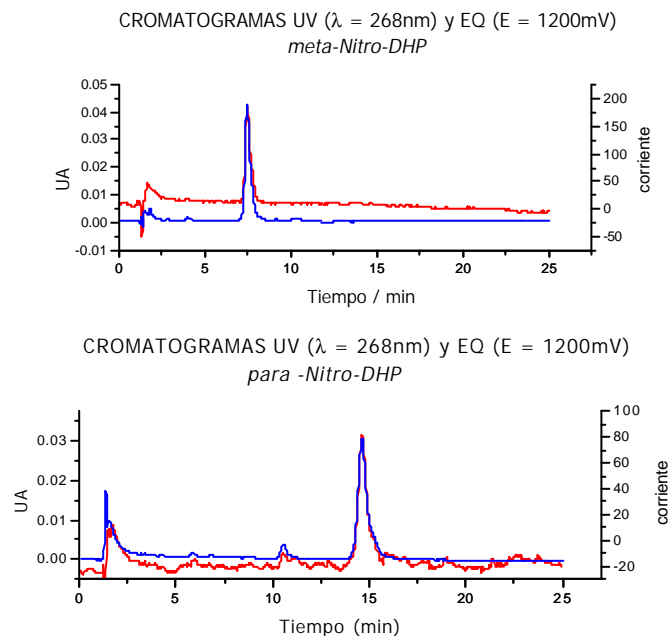 CROMATOGRAMAS UV (λ = 268nm) y EQ (E = 1200mV)
meta-Nitro-DHP
0.05
0.04
0.03
0.02
0.01
0.00
-0.01
UA
200
150
100
50
0
-50
corriente
0 5 10 15 20 25
Tiempo / min
CROMATOGRAMAS UV (λ = 268nm) y EQ (E = 1200mV)
para -Nitro-DHP
0.03
0.02
0.01
0.00
UA
100
80
60
40
20
0
-20
corriente
0 5 10 15 20 25
Tiempo (min)